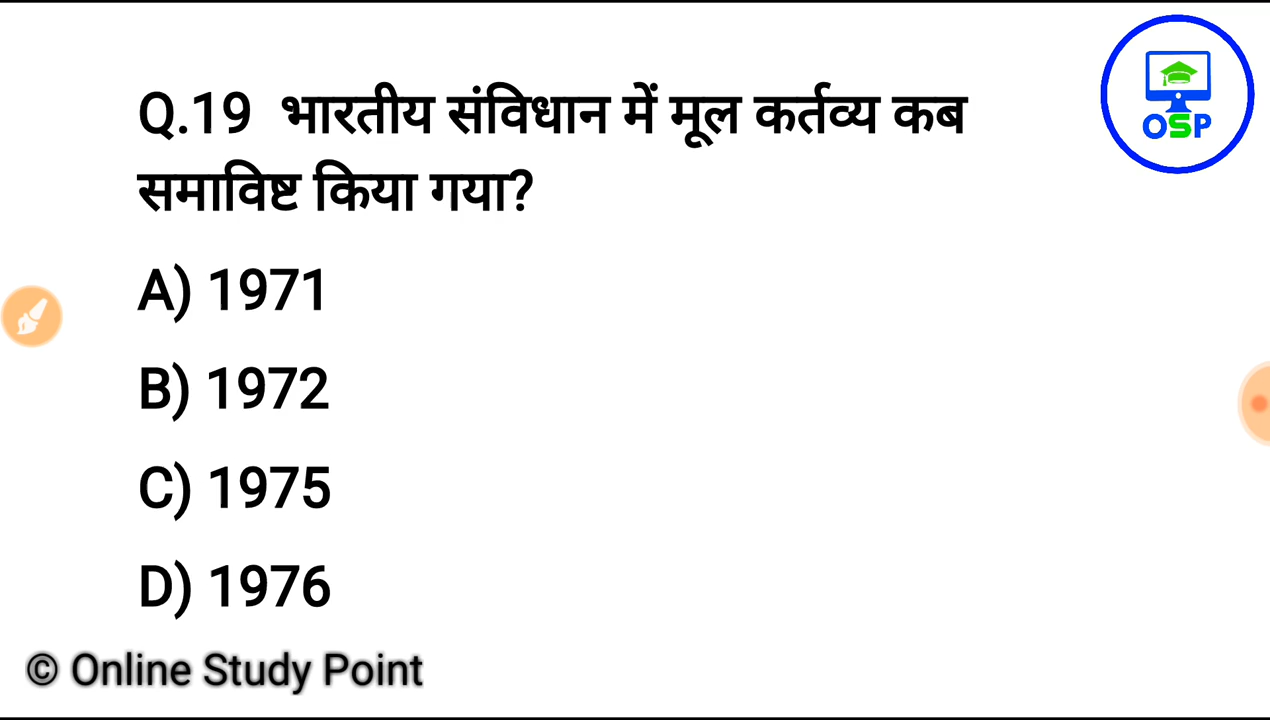 Q.19 भारतीय संविधान में मूल कर्तव्य कब
समाविष्ट किया गया?
A) 1971
B) 1972
C) 1975
D) 1976
© Online Study Point
OSP